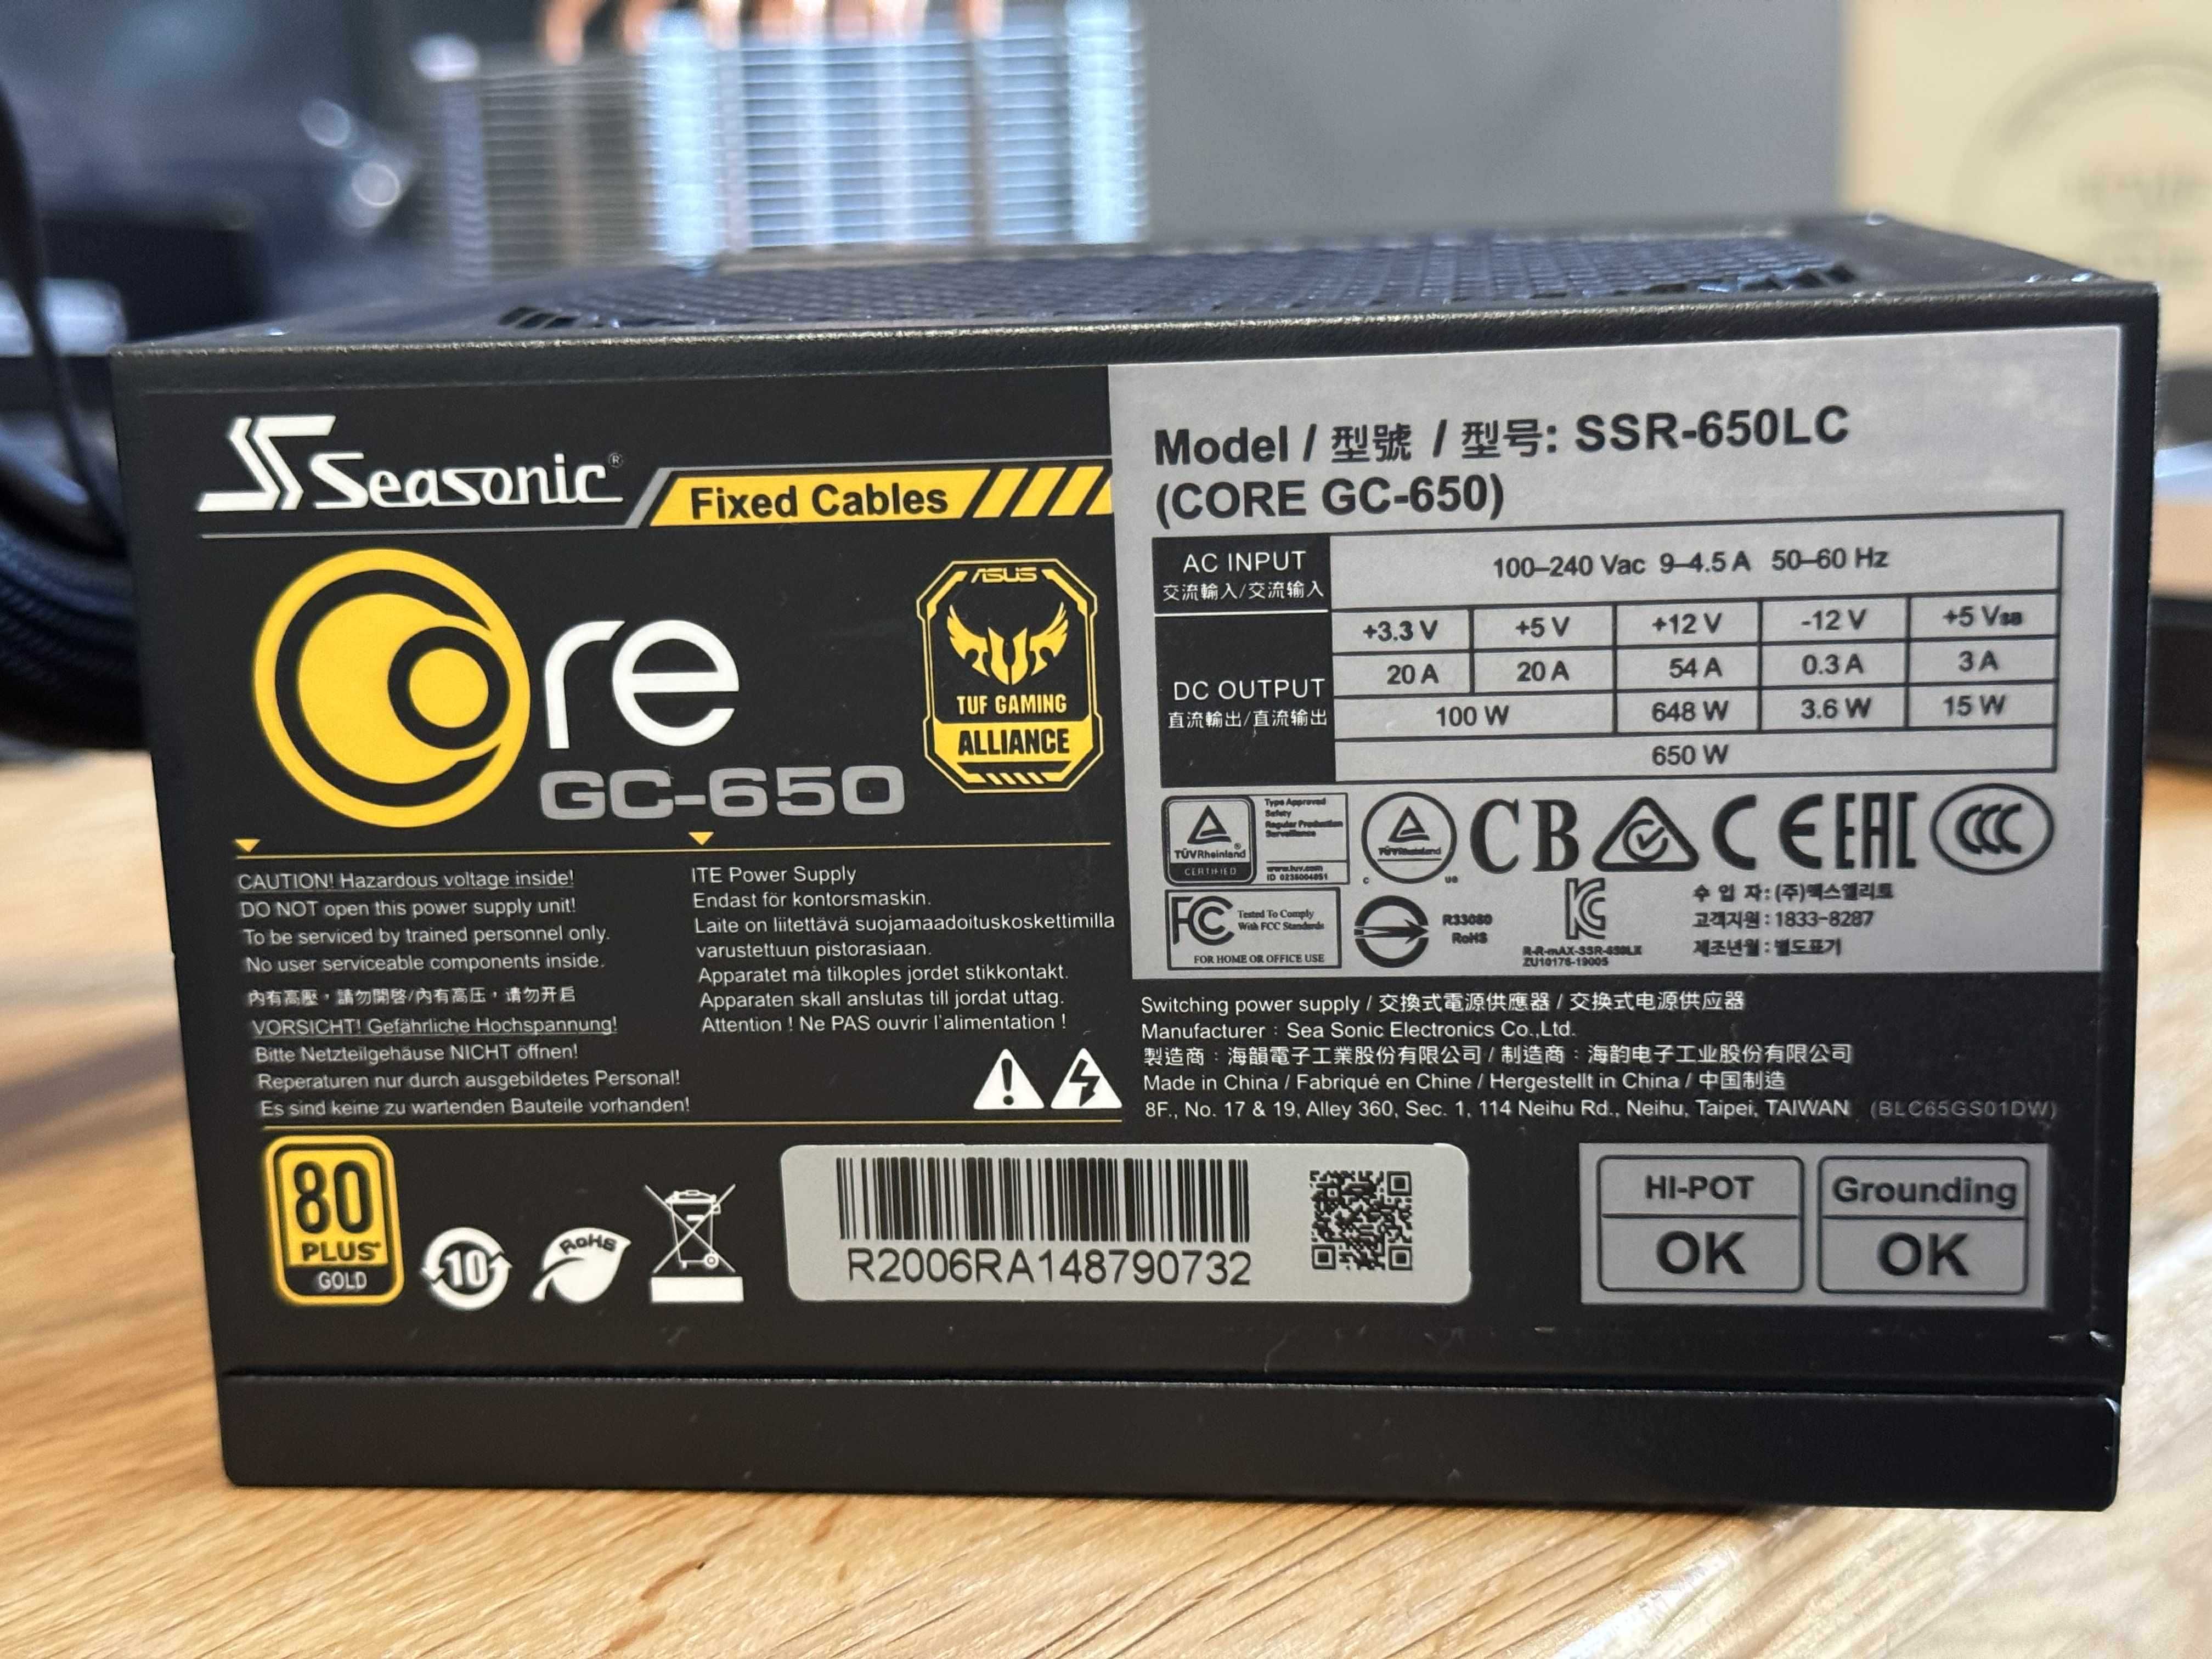 Seasonic®
Fixed Cables
Core
GC-650
ASUS
TUF GAMING
ALLIANCE
CAUTION! Hazardous voltage inside!
DO NOT open this power supply unit!
To be serviced by trained personnel only.
No user serviceable components inside.
內有高壓，請勿開啓/内有高压，请勿开启
VORSICHT! Gefährliche Hochspannung!
Bitte Netzteilgehäuse NICHT öffnen!
Reperaturen nur durch ausgebildetes Personal!
Es sind keine zu wartenden Bauteile vorhanden!
ITE Power Supply
Endast för kontorsmaskin.
Laite on liitettävä suojamaadoituskoskettimilla
varustettuun pistorasiaan.
Apparatet må tilkoples jordet stikkontakt.
Apparaten skall anslutas till jordat uttag.
Attention ! Ne PAS ouvrir l'alimentation !
80
PLUS
GOLD
10
RoHS
R2006RA148790732
Model / 型號 / 型号: SSR-650LC
(CORE GC-650)
AC INPUT
交流輸入/交流输入
100–240 Vac 9–4.5 A 50–60 Hz
DC OUTPUT
直流輸出/直流输出
+3.3 V +5 V +12 V -12 V +5 Vsb
20 A 20 A 54 A 0.3 A 3 A
100 W 648 W 3.6 W 15 W
650 W
TÜVRheinland®
CERTIFIED
Type Approved
Safety
Regular Production
Surveillance
www.tuv.com
TÜVRheinland
c us
CB
CE
EAC
CCC
FC
Tested To Comply
With FCC Standards
FOR HOME OR OFFICE USE
R33080
RoHS
수 입 자 : (주)맥스엘리트
고객지원 : 1833-8287
제조년월 : 별도표기
Switching power supply / 交換式電源供應器 / 交换式电源供应器
Manufacturer : Sea Sonic Electronics Co.,Ltd.
製造商：海韻電子工業股份有限公司 / 制造商：海韵电子工业股份有限公司
Made in China / Fabriqué en Chine / Hergestellt in China / 中国制造
8F., No. 17 & 19, Alley 360, Sec. 1, 114 Neihu Rd., Neihu, Taipei, TAIWAN (BLC65GS01DW)
HI-POT
OK
Grounding
OK